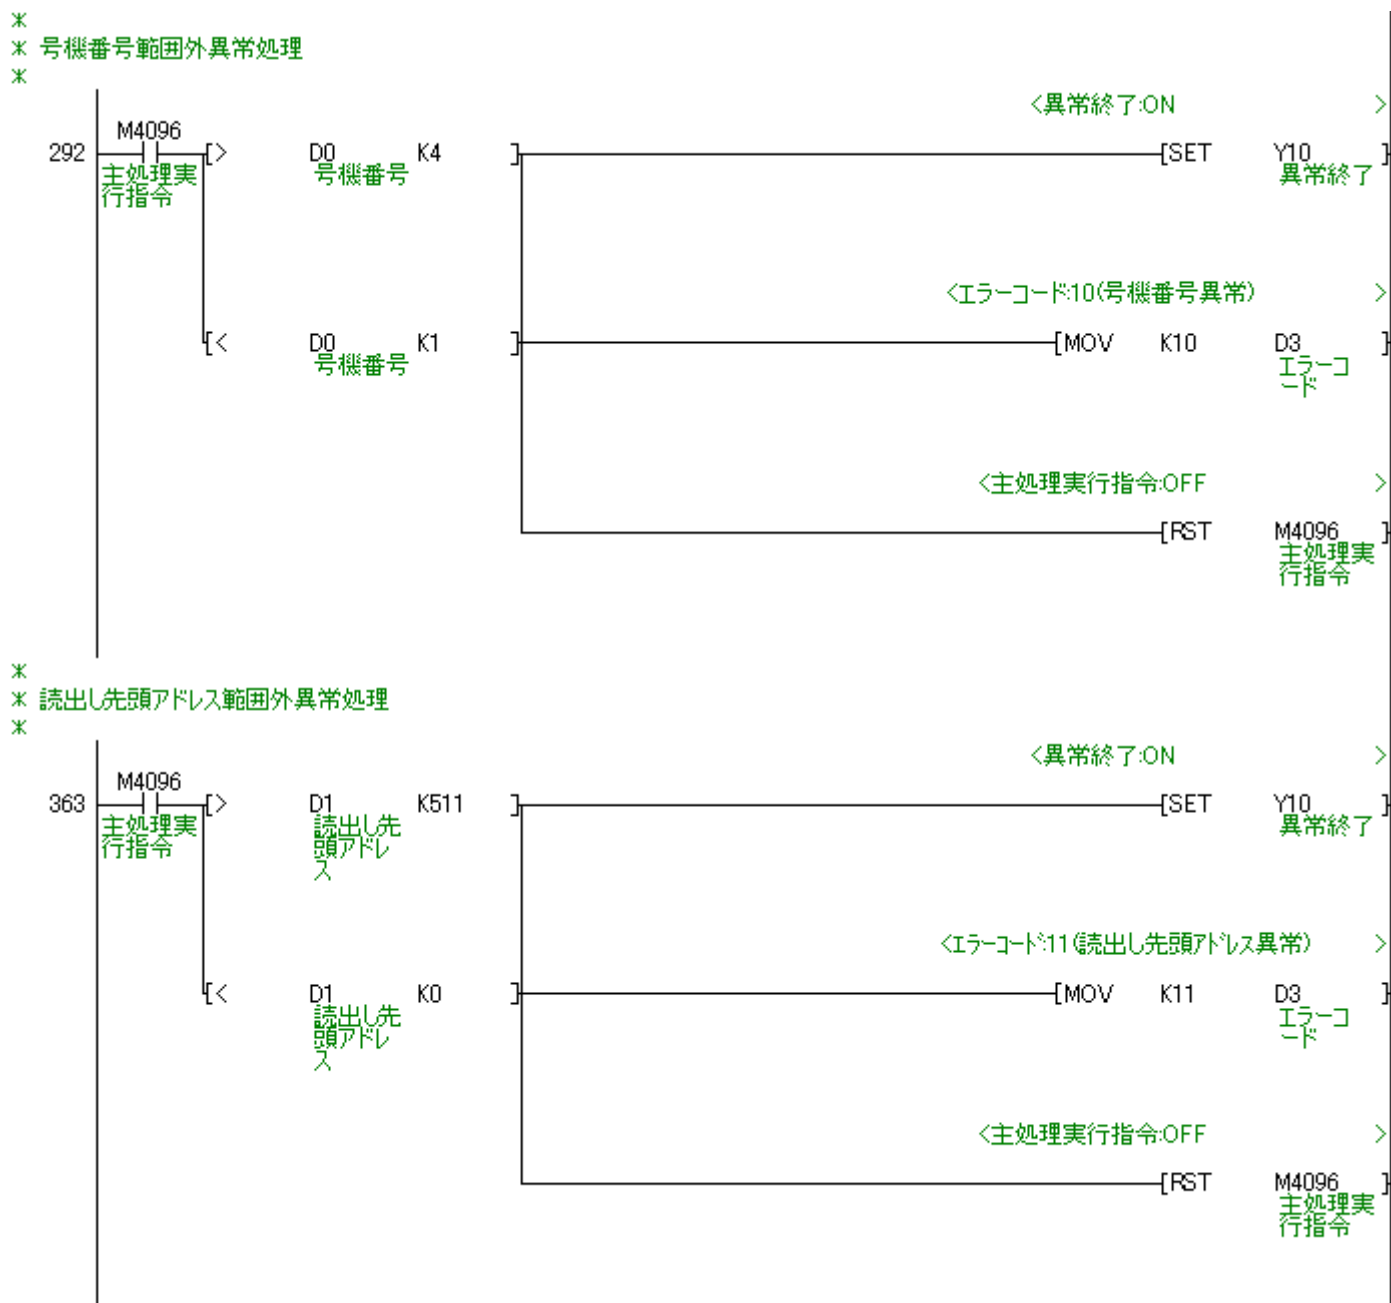 *
* 号機番号範囲外異常処理
*
<異常終了:ON >
M4096
292 [> D0 K4 ] [SET Y10 ]
主処理実 号機番号 異常終了
行指令
<エラーコード:10(号機番号異常) >
[< D0 K1 ] [MOV K10 D3 ]
号機番号 エラーコ
ード
<主処理実行指令:OFF >
[RST M4096 ]
主処理実
行指令
*
* 読出し先頭アドレス範囲外異常処理
*
<異常終了:ON >
M4096
363 [> D1 K511 ] [SET Y10 ]
主処理実 読出し先 異常終了
行指令 頭アドレ
ス
<エラーコード:11(読出し先頭アドレス異常) >
[< D1 K0 ] [MOV K11 D3 ]
読出し先 エラーコ
頭アドレ ード
ス
<主処理実行指令:OFF >
[RST M4096 ]
主処理実
行指令